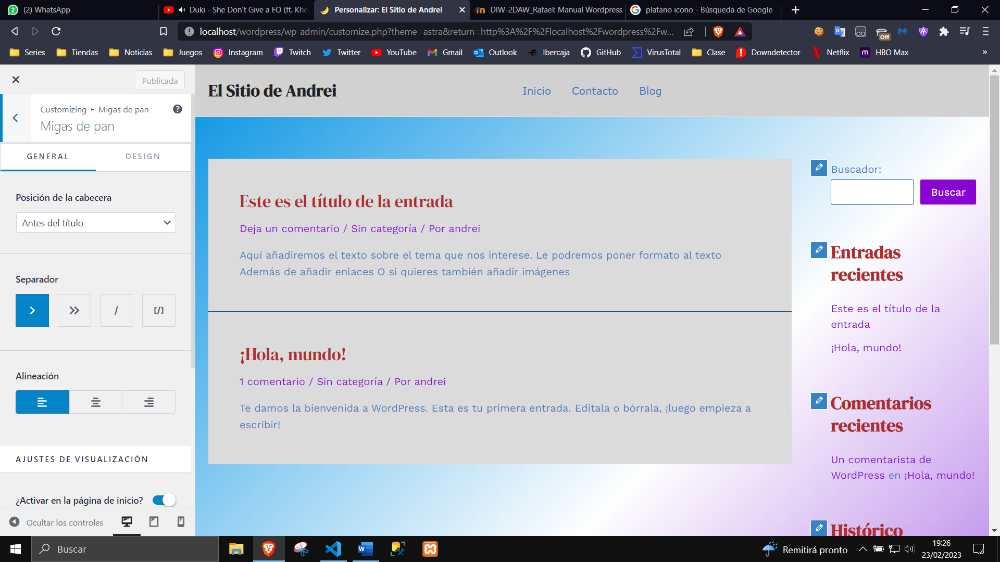 (2) WhatsApp
Duki - She Don't Give a FO (ft. Khe
Personalizar: El Sitio de Andrei
DIW-2DAW_Rafael: Manual Wordpress
platano icono - Búsqueda de Google
localhost/wordpress/wp-admin/customize.php?theme=astra&return=http%3A%2F%2Flocalhost%2Fwordpress%2Fw...
Off
Series
Tiendas
Noticias
Juegos
Instagram
Twitch
Twitter
YouTube
Gmail
Outlook
Ibercaja
GitHub
VirusTotal
Clase
Downdetector
Netflix
HBO Max
»
Publicada
Customizing ▸ Migas de pan
Migas de pan
GENERAL
DESIGN
Posición de la cabecera
Antes del título
Separador
/
[/]
Alineación
AJUSTES DE VISUALIZACIÓN
¿Activar en la página de inicio?
Ocultar los controles
El Sitio de Andrei
Inicio
Contacto
Blog
Este es el título de la entrada
Deja un comentario / Sin categoría / Por andrei
Aquí añadiremos el texto sobre el tema que nos interese. Le podremos poner formato al texto
Además de añadir enlaces O si quieres también añadir imágenes
¡Hola, mundo!
1 comentario / Sin categoría / Por andrei
Te damos la bienvenida a WordPress. Esta es tu primera entrada. Edítala o bórrala, ¡luego empieza a
escribir!
Buscador:
Buscar
Entradas
recientes
Este es el título de la
entrada
¡Hola, mundo!
Comentarios
recientes
Un comentarista de
WordPress en ¡Hola, mundo!
Histórico
Buscar
Remitirá pronto
19:26
23/02/2023